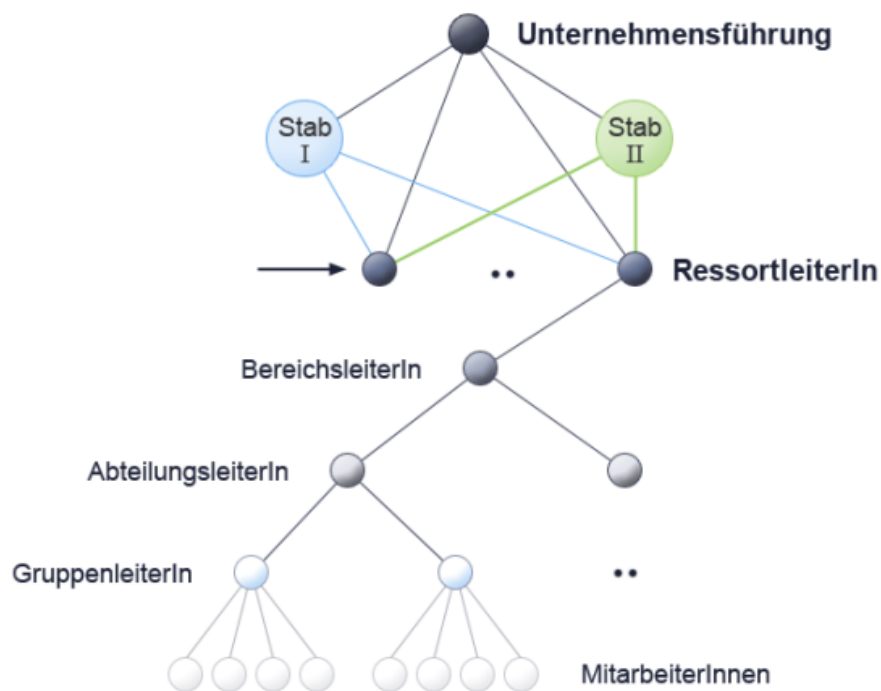 Unternehmensführung
Stab
I
Stab
II
..
RessortleiterIn
BereichsleiterIn
AbteilungsleiterIn
GruppenleiterIn
..
MitarbeiterInnen